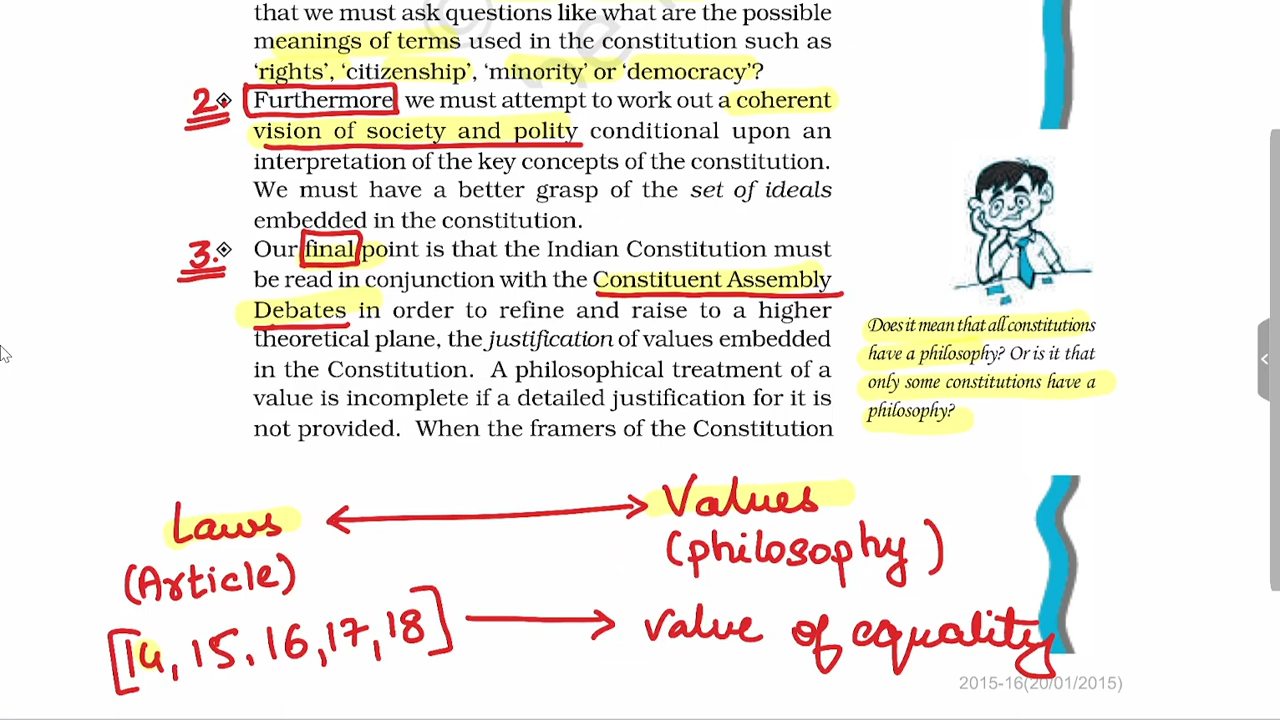 that we must ask questions like what are the possible
meanings of terms used in the constitution such as
‘rights’, ‘citizenship’, ‘minority’ or ‘democracy’?
2. Furthermore, we must attempt to work out a coherent
vision of society and polity conditional upon an
interpretation of the key concepts of the constitution.
We must have a better grasp of the set of ideals
embedded in the constitution.
3. Our final point is that the Indian Constitution must
be read in conjunction with the Constituent Assembly
Debates in order to refine and raise to a higher
theoretical plane, the justification of values embedded
in the Constitution. A philosophical treatment of a
value is incomplete if a detailed justification for it is
not provided. When the framers of the Constitution
Does it mean that all constitutions
have a philosophy? Or is it that
only some constitutions have a
philosophy?
Laws Values
(Article) (philosophy)
[14, 15, 16, 17, 18] value of equality
2015-16(20/01/2015)